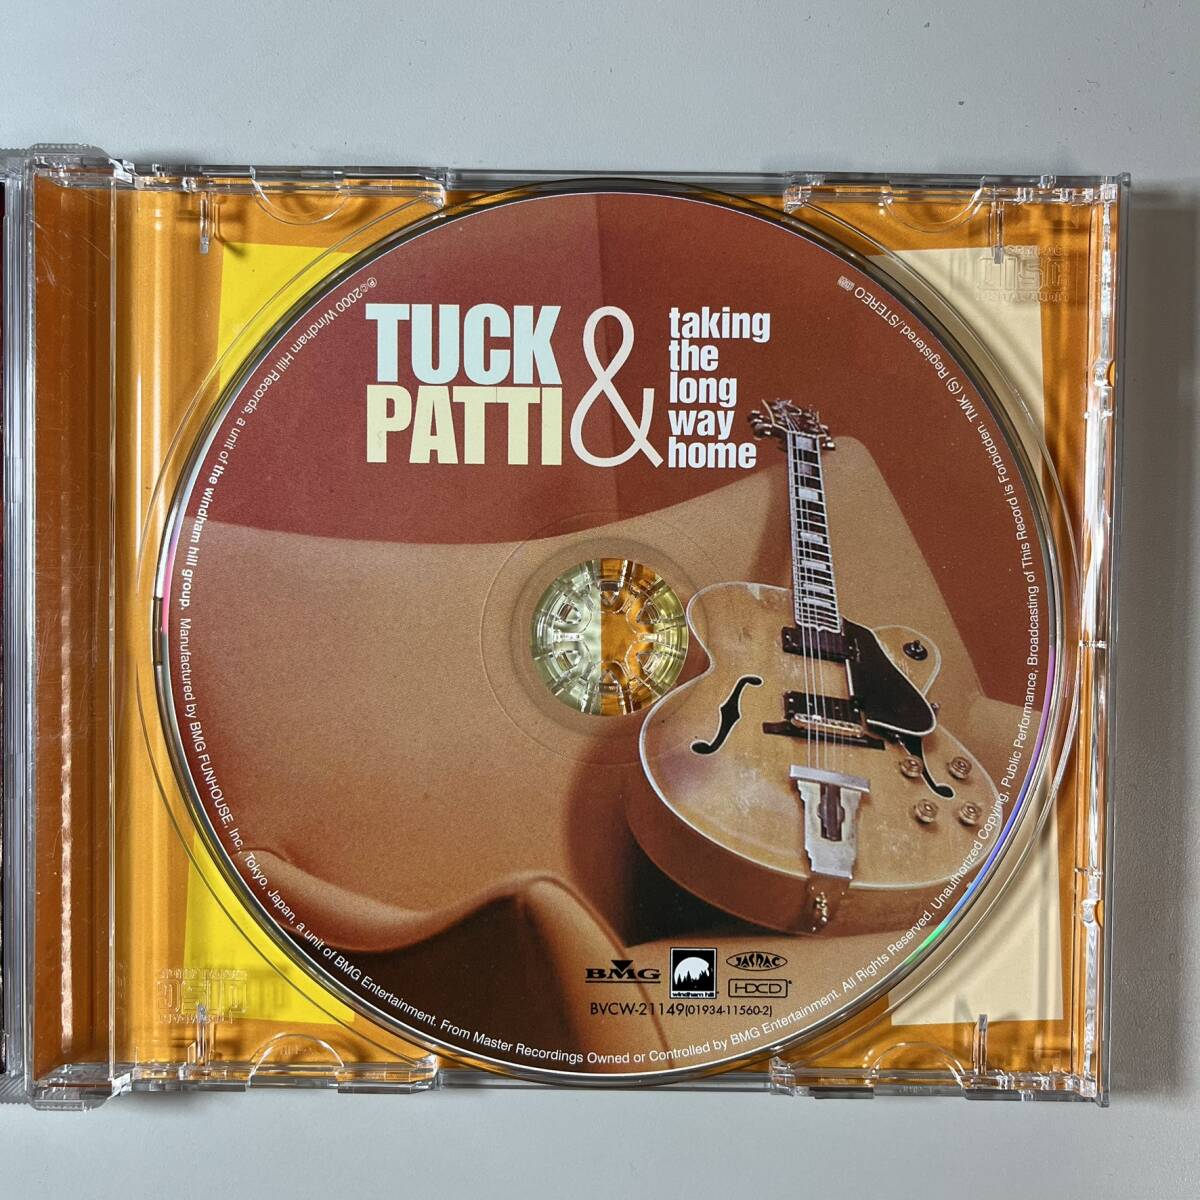 TUCK
&
PATTI
taking
the
long
way
home
℗©2000 Windham Hill Records, a unit of the windham hill group. Manufactured by BMG FUNHOUSE, Inc., Tokyo, Japan, a unit of BMG Entertainment. From Master Recordings Owned or Controlled by BMG Entertainment. All Rights Reserved. Unauthorized Copying, Public Performance, Broadcasting of This Record is Forbidden. TMK (S) Registered./STEREO
BMG
windham hill
JASRAC
HDCD
BVCW-21149(01934-11560-2)